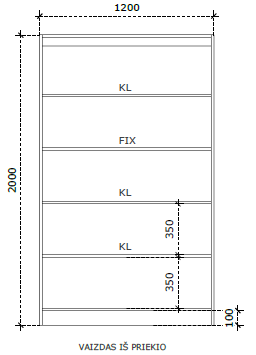 1200
KL
FIX
2000
KL
350
KL
350
100
VAIZDAS IŠ PRIEKIO